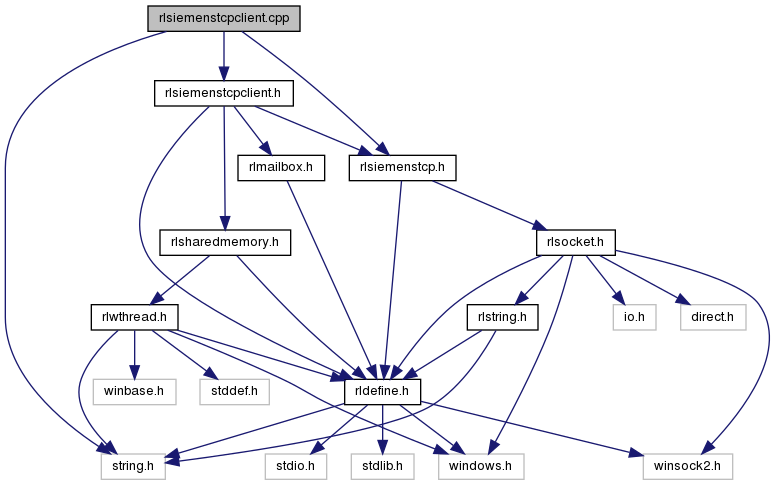 rlsiemenstcpclient.cpp
rlsiemenstcpclient.h
rlmailbox.h
rlsiemenstcp.h
rlsharedmemory.h
rlsocket.h
rlwthread.h
rlstring.h
io.h
direct.h
winbase.h
stddef.h
rldefine.h
string.h
stdio.h
stdlib.h
windows.h
winsock2.h